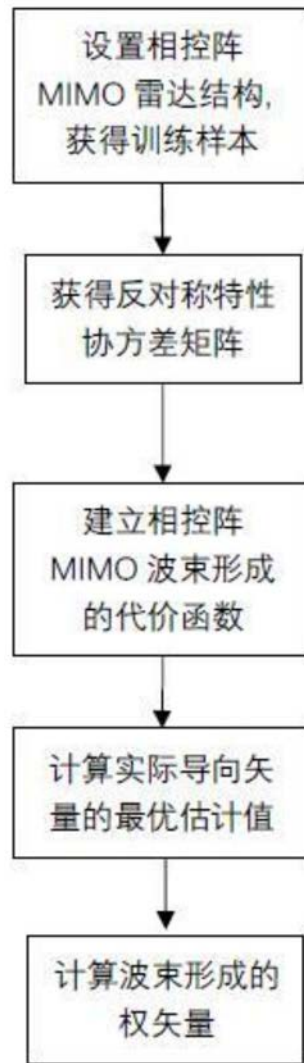 设置相控阵
MIMO 雷达结构,
获得训练样本
获得反对称特性
协方差矩阵
建立相控阵
MIMO 波束形成
的代价函数
计算实际导向矢
量的最优估计值
计算波束形成的
权矢量